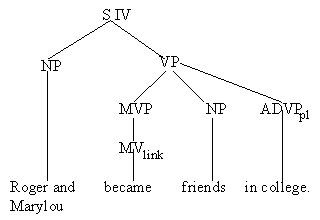 S IV
NP
VP
MVP
NP
ADVPpl
MVlink
Roger and became friends in college.
Marylou